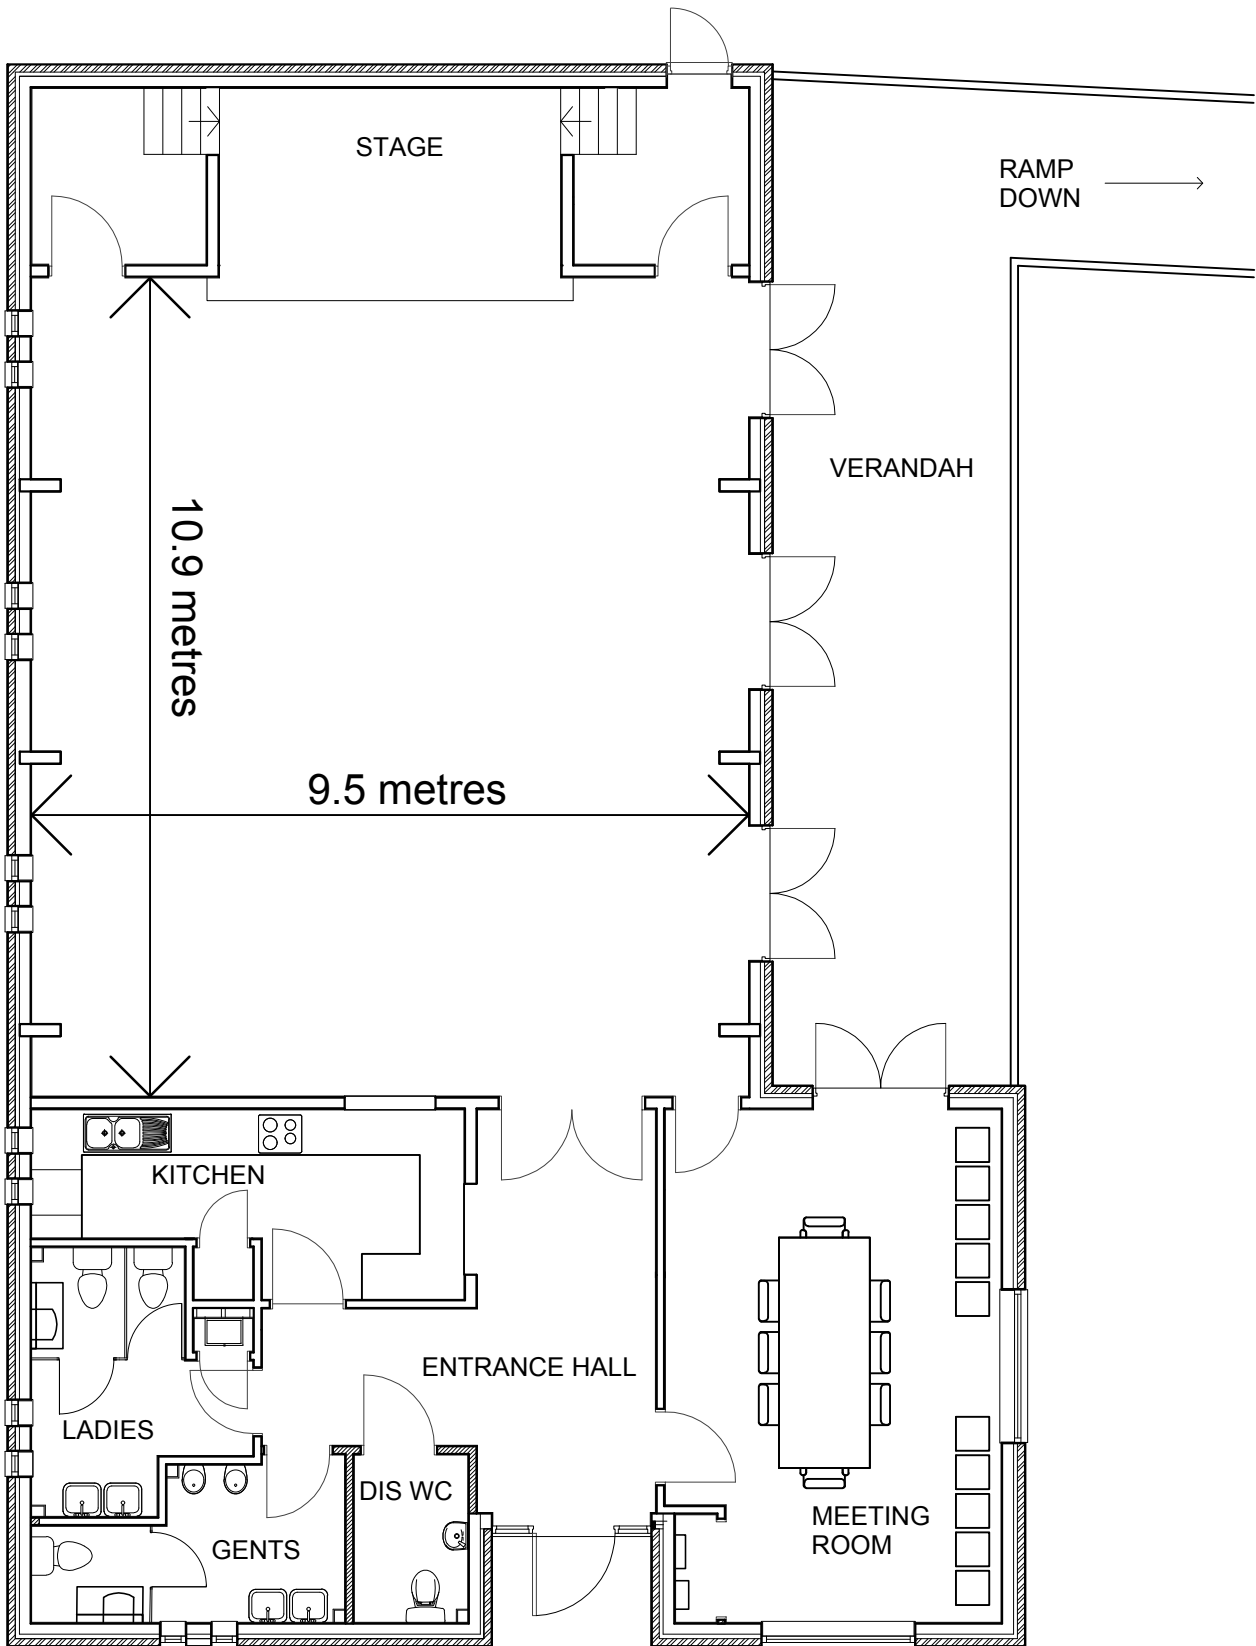 STAGE
RAMP
DOWN
VERANDAH
10.9 metres
9.5 metres
KITCHEN
ENTRANCE HALL
LADIES
DIS WC
GENTS
MEETING
ROOM